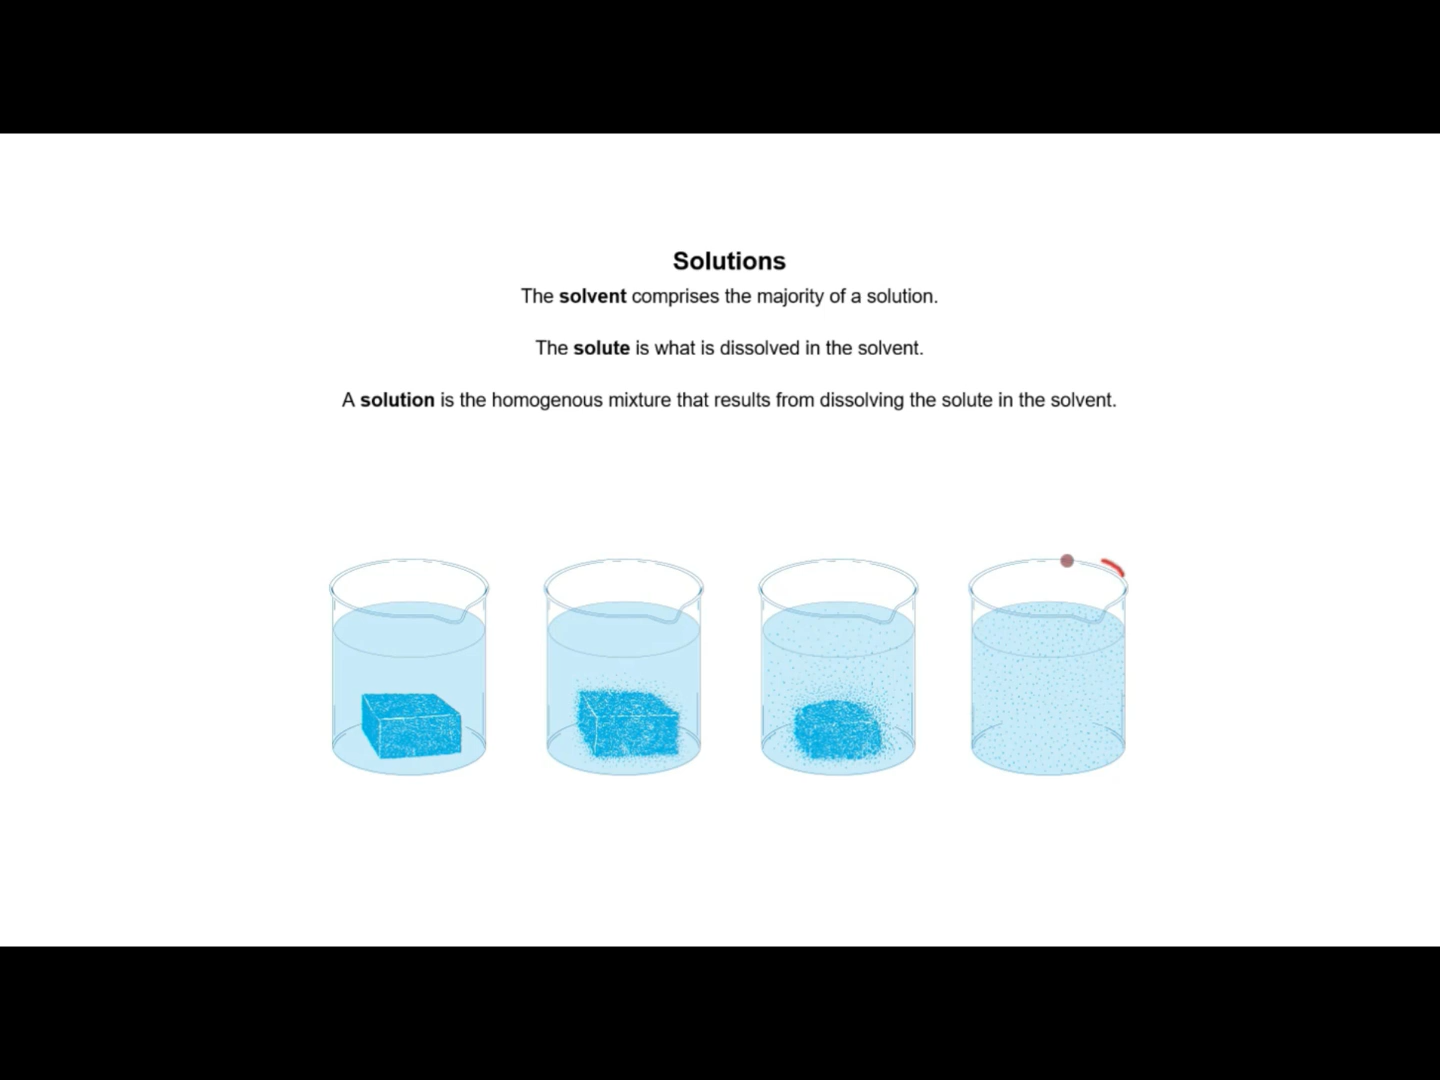 Solutions
The solvent comprises the majority of a solution.
The solute is what is dissolved in the solvent.
A solution is the homogenous mixture that results from dissolving the solute in the solvent.